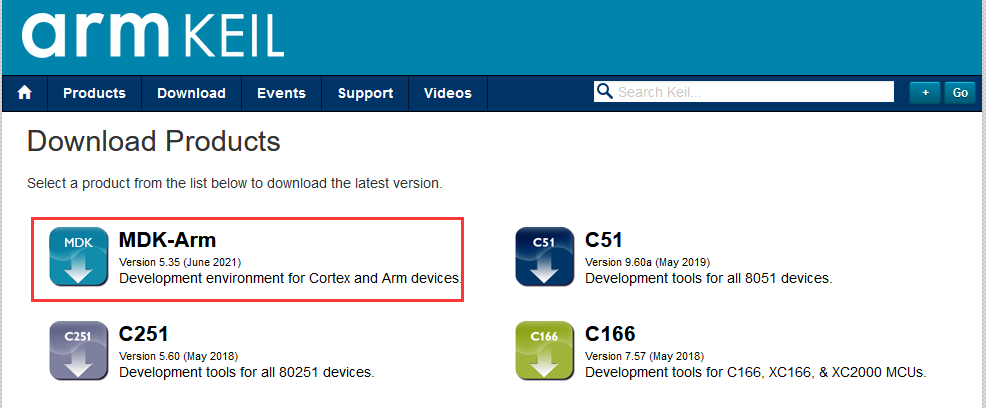 arm KEIL
Products Download Events Support Videos Search Keil... + Go
Download Products
Select a product from the list below to download the latest version.
MDK
MDK-Arm
Version 5.35 (June 2021)
Development environment for Cortex and Arm devices.
C51
C51
Version 9.60a (May 2019)
Development tools for all 8051 devices.
C251
C251
Version 5.60 (May 2018)
Development tools for all 80251 devices.
C166
C166
Version 7.57 (May 2018)
Development tools for C166, XC166, & XC2000 MCUs.